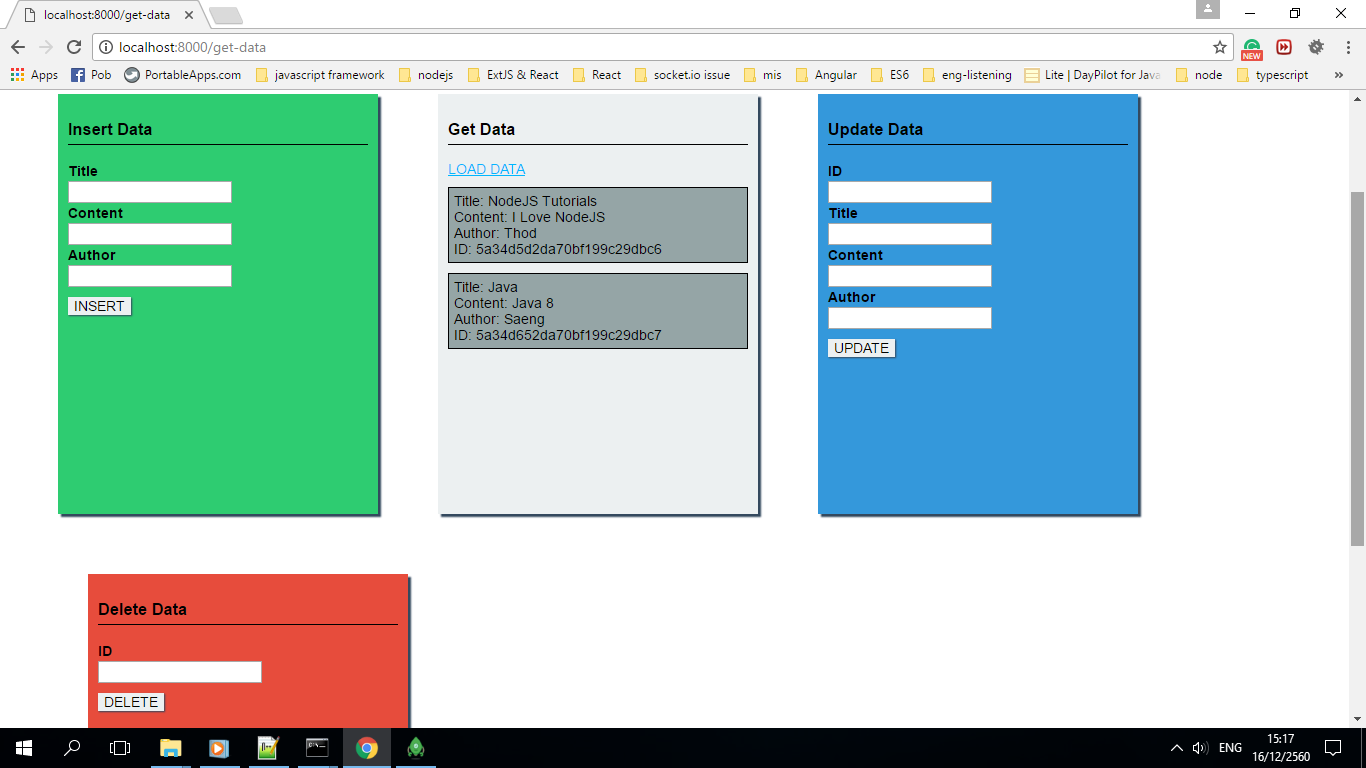 localhost:8000/get-data
localhost:8000/get-data
NEW
Apps
Pob
PortableApps.com
javascript framework
nodejs
ExtJS & React
React
socket.io issue
mis
Angular
ES6
eng-listening
Lite | DayPilot for Java
node
typescript
»
Insert Data
Title
Content
Author
INSERT
Get Data
LOAD DATA
Title: NodeJS Tutorials
Content: I Love NodeJS
Author: Thod
ID: 5a34d5d2da70bf199c29dbc6
Title: Java
Content: Java 8
Author: Saeng
ID: 5a34d652da70bf199c29dbc7
Update Data
ID
Title
Content
Author
UPDATE
Delete Data
ID
DELETE
ENG
15:17
16/12/2560